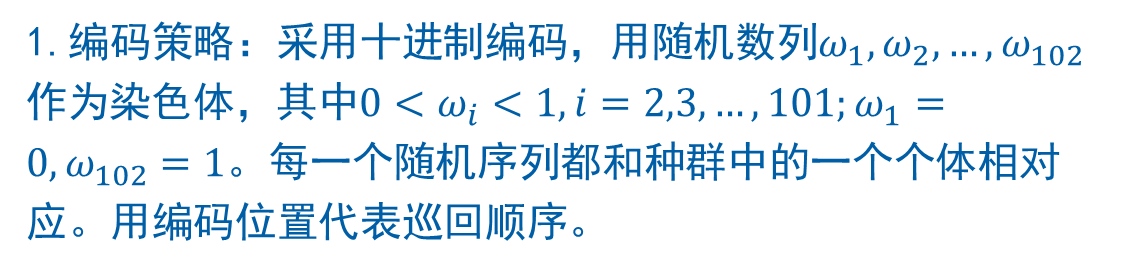 1.编码策略：采用十进制编码，用随机数列ω₁,ω₂,…,ω₁₀₂
作为染色体，其中0 < ωᵢ < 1, i = 2,3,…,101; ω₁ =
0, ω₁₀₂ = 1。每一个随机序列都和种群中的一个个体相对
应。用编码位置代表巡回顺序。